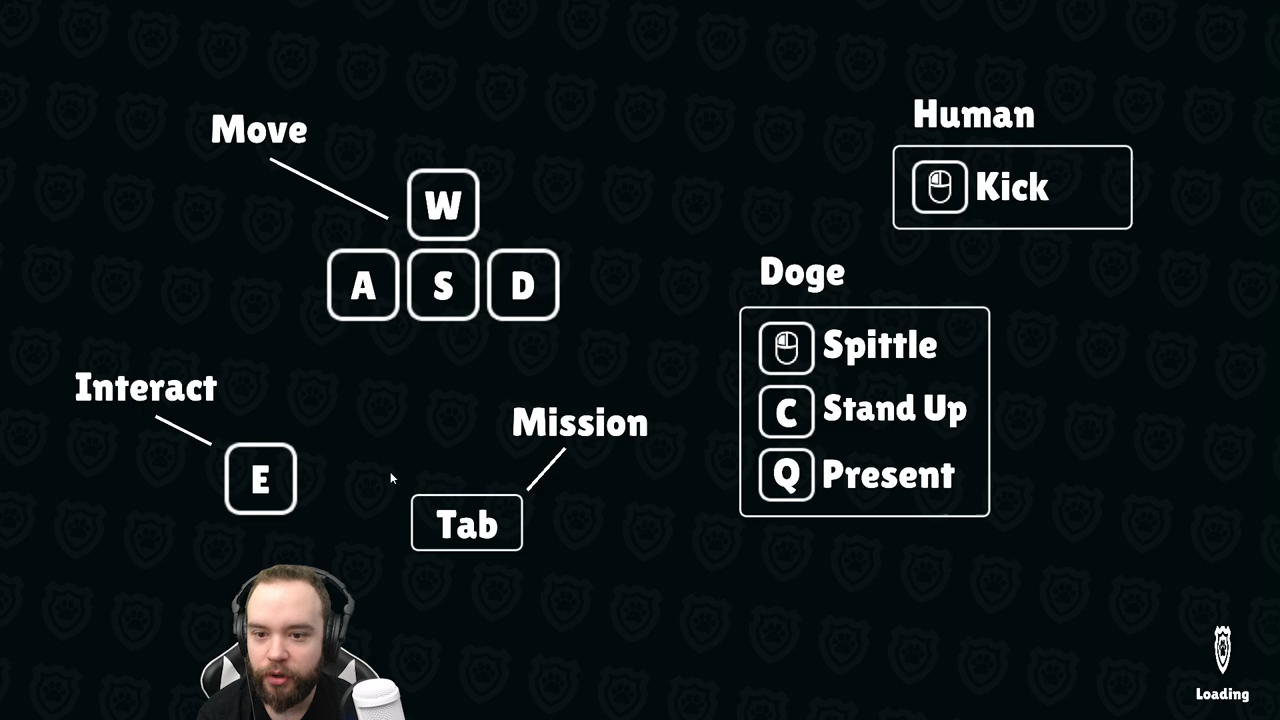 Move
W
A S D
Interact
E
Mission
Tab
Human
Kick
Doge
Spittle
C Stand Up
Q Present
Loading